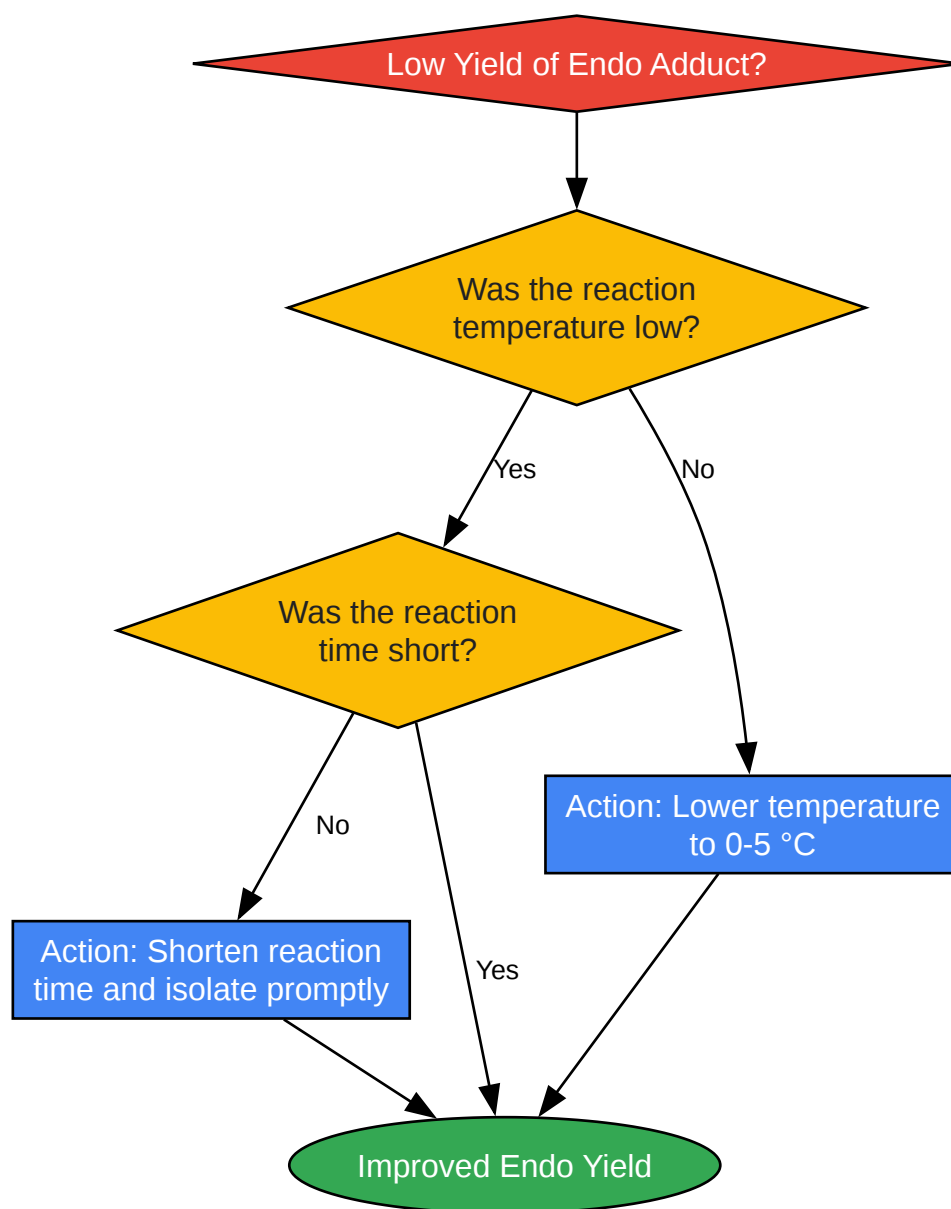 Low Yield of Endo Adduct?
Was the reaction
temperature low?
Yes
No
Was the reaction
time short?
Action: Lower temperature
to 0-5 °C
No
Action: Shorten reaction
time and isolate promptly
Yes
Improved Endo Yield